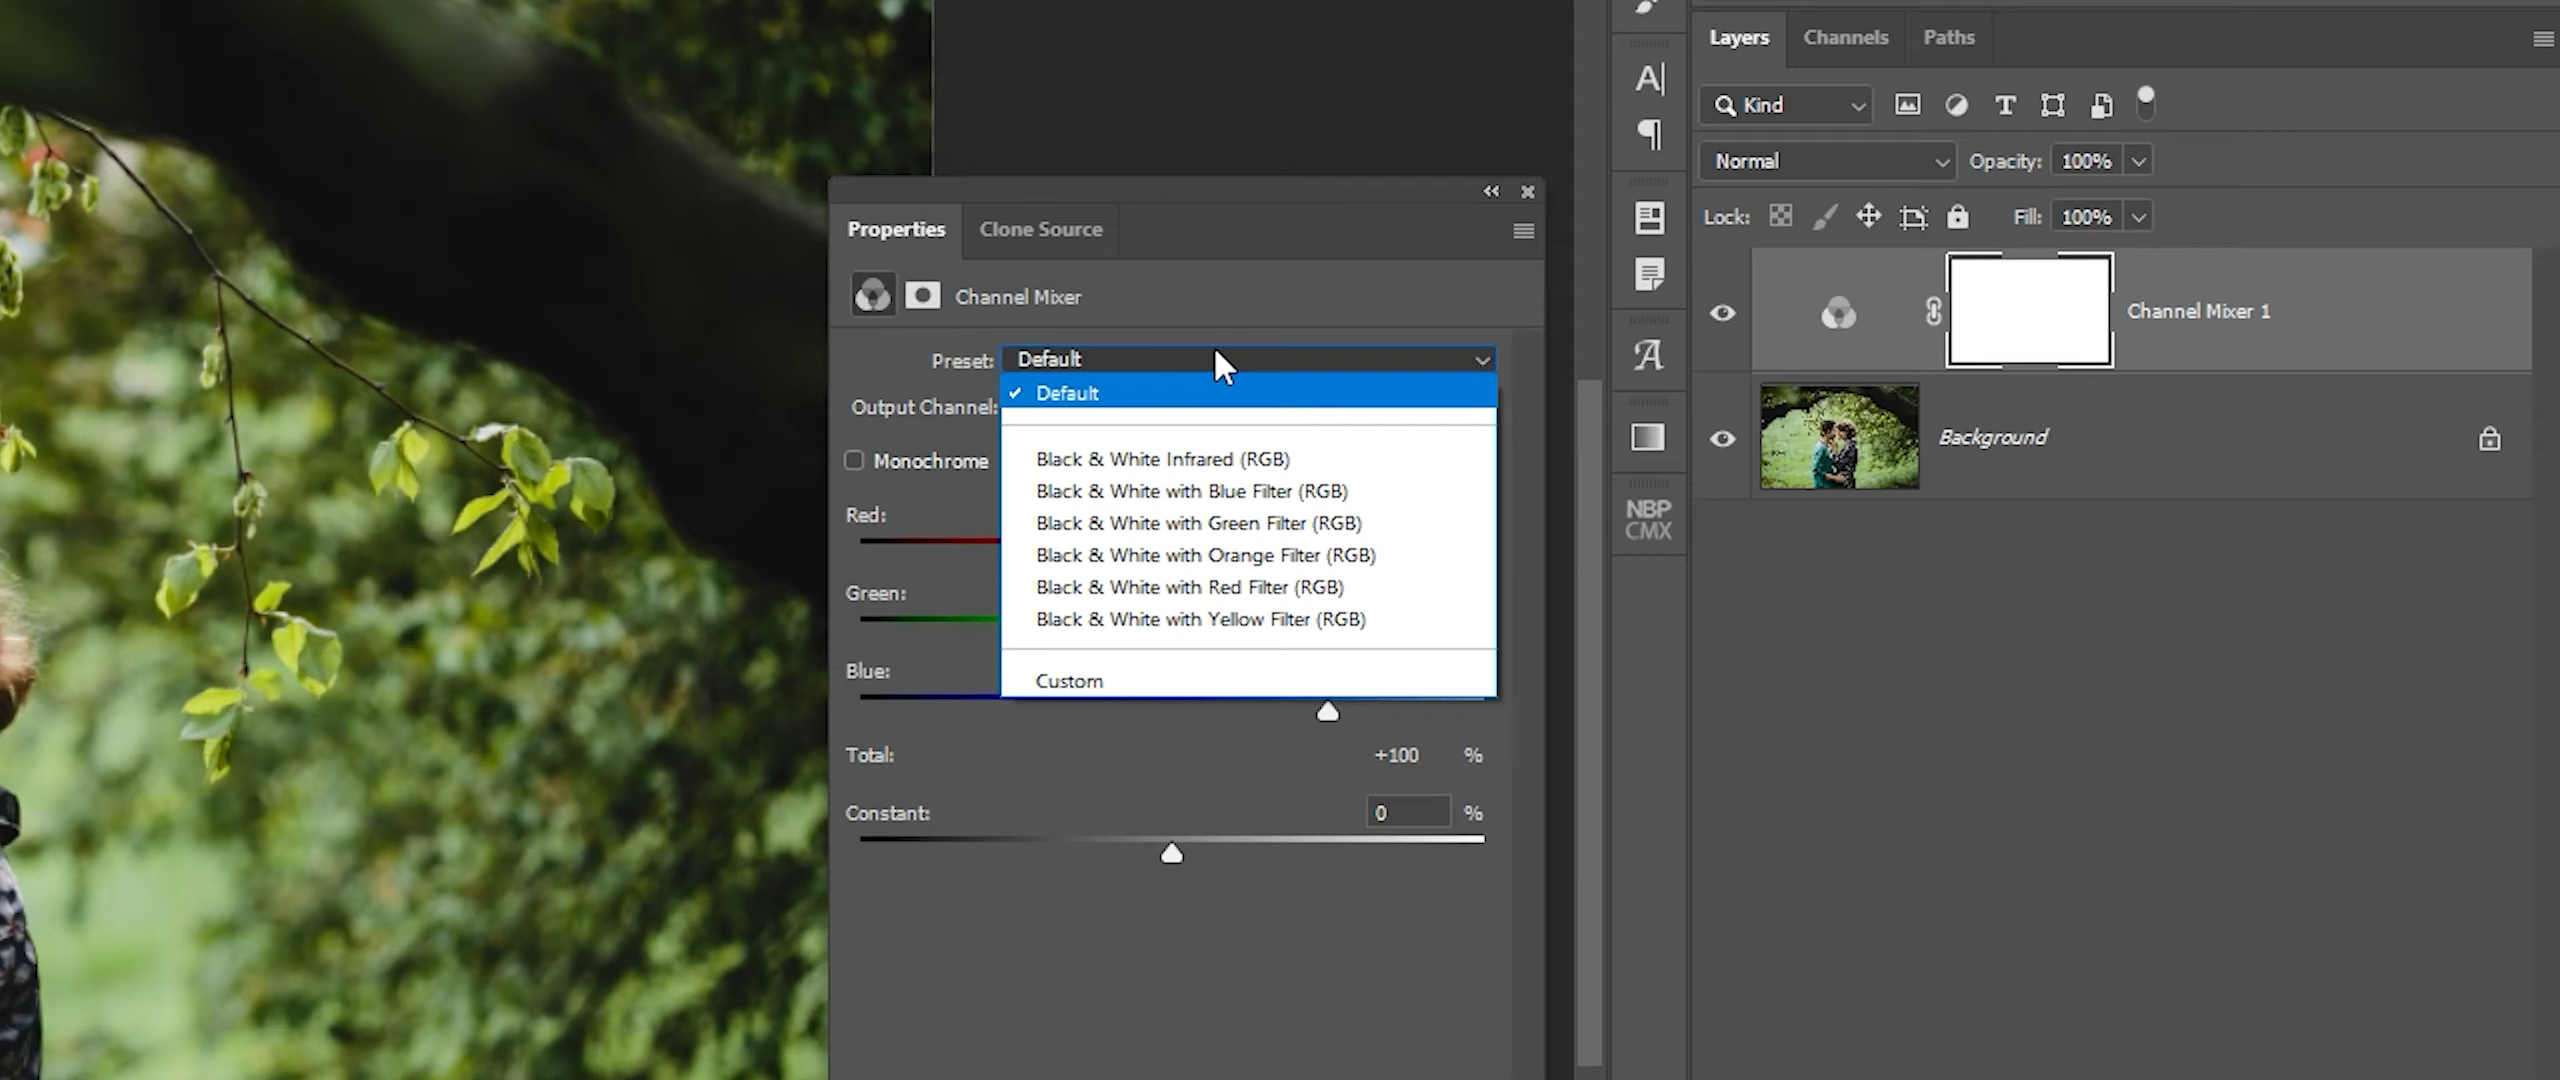 Layers Channels Paths
Kind
Normal Opacity: 100%
Lock: Fill: 100%
Channel Mixer 1
Background
A|
¶
A
NBP
CMX
Properties Clone Source
Channel Mixer
Preset: Default
Default
Output Channel:
Black & White Infrared (RGB)
Monochrome
Black & White with Blue Filter (RGB)
Red:
Black & White with Green Filter (RGB)
Black & White with Orange Filter (RGB)
Green:
Black & White with Red Filter (RGB)
Black & White with Yellow Filter (RGB)
Blue:
Custom
Total: +100 %
Constant: 0 %